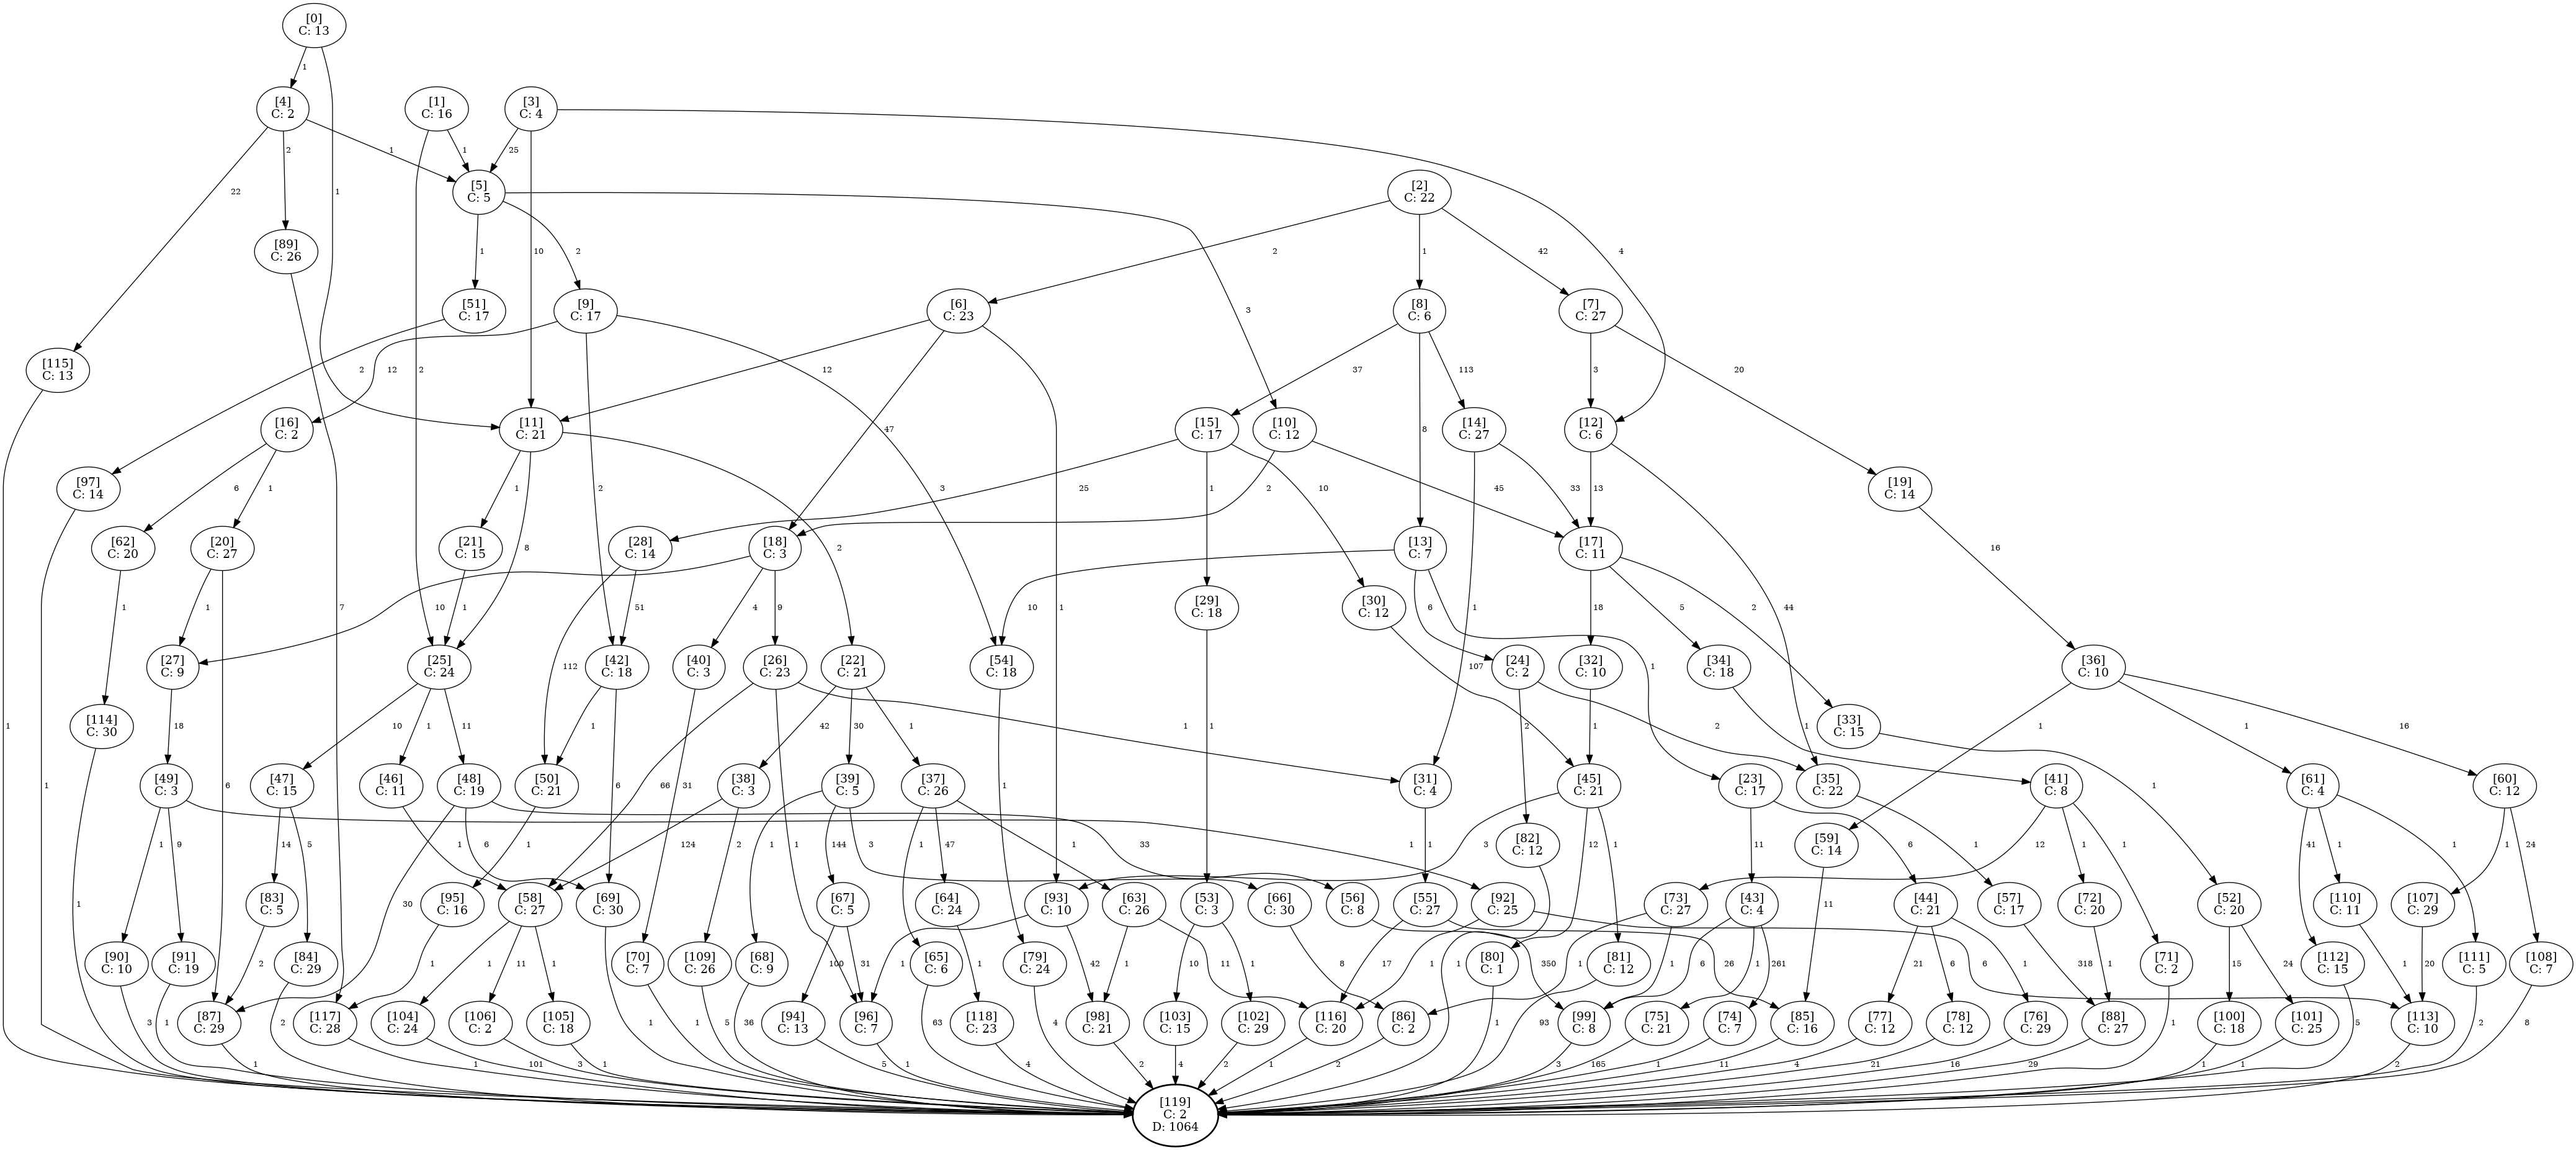 [0]
C: 13
1
[4]
C: 2
[1]
C: 16
[3]
C: 4
22
2
1
1
1
25
[5]
C: 5
[2]
C: 22
2
10
1
2
3
2
1
42
4
[89]
C: 26
[51]
C: 17
[9]
C: 17
[6]
C: 23
[8]
C: 6
[7]
C: 27
[115]
C: 13
2
12
12
37
113
3
20
[16]
C: 2
[11]
C: 21
[15]
C: 17
[10]
C: 12
[14]
C: 27
[12]
C: 6
47
8
[97]
C: 14
6
1
1
2
3
25
1
10
2
45
33
13
[19]
C: 14
[62]
C: 20
[20]
C: 27
[21]
C: 15
8
2
[28]
C: 14
[18]
C: 3
[13]
C: 7
[17]
C: 11
16
1
1
7
10
1
51
4
9
1
10
[29]
C: 18
[30]
C: 12
6
1
18
5
2
44
[27]
C: 9
[25]
C: 24
112
[42]
C: 18
[40]
C: 3
[26]
C: 23
[22]
C: 21
[54]
C: 18
107
1
[24]
C: 2
[32]
C: 10
[34]
C: 18
[36]
C: 10
[114]
C: 30
18
10
1
11
1
6
66
1
42
30
1
1
2
1
2
1
[33]
C: 15
1
1
16
[49]
C: 3
[47]
C: 15
[46]
C: 11
[48]
C: 19
[50]
C: 21
31
[38]
C: 3
[39]
C: 5
[37]
C: 26
1
[31]
C: 4
[45]
C: 21
[23]
C: 17
[35]
C: 22
[41]
C: 8
1
[61]
C: 4
[60]
C: 12
1
1
1
9
6
14
5
30
1
6
1
33
124
2
1
1
144
3
1
47
1
1
1
3
[82]
C: 12
12
1
11
6
[59]
C: 14
1
12
1
1
41
1
1
1
24
[83]
C: 5
[95]
C: 16
[58]
C: 27
[69]
C: 30
[67]
C: 5
[64]
C: 24
[93]
C: 10
[63]
C: 26
[53]
C: 3
[66]
C: 30
[56]
C: 8
[55]
C: 27
[92]
C: 25
[73]
C: 27
[43]
C: 4
[44]
C: 21
11
[57]
C: 17
[72]
C: 20
[52]
C: 20
[110]
C: 11
[107]
C: 29
[90]
C: 10
[91]
C: 19
2
[84]
C: 29
1
1
11
1
[70]
C: 7
[109]
C: 26
[68]
C: 9
100
31
[65]
C: 6
1
[79]
C: 24
1
42
1
11
10
1
8
17
1
1
[80]
C: 1
350
1
[81]
C: 12
1
6
26
1
261
21
6
1
6
318
1
[71]
C: 2
15
24
[112]
C: 15
1
20
[111]
C: 5
[108]
C: 7
[87]
C: 29
[117]
C: 28
[104]
C: 24
[106]
C: 2
[105]
C: 18
[94]
C: 13
[96]
C: 7
[118]
C: 23
[98]
C: 21
[103]
C: 15
[102]
C: 29
[116]
C: 20
[86]
C: 2
[99]
C: 8
[75]
C: 21
[74]
C: 7
[85]
C: 16
[77]
C: 12
[78]
C: 12
[76]
C: 29
[88]
C: 27
[100]
C: 18
[101]
C: 25
[113]
C: 10
3
1
2
1
1
101
3
1
1
1
5
36
5
1
63
4
4
2
4
2
1
2
1
93
3
165
1
11
4
21
16
29
1
1
1
5
2
2
8
[119]
C: 2
D: 1064